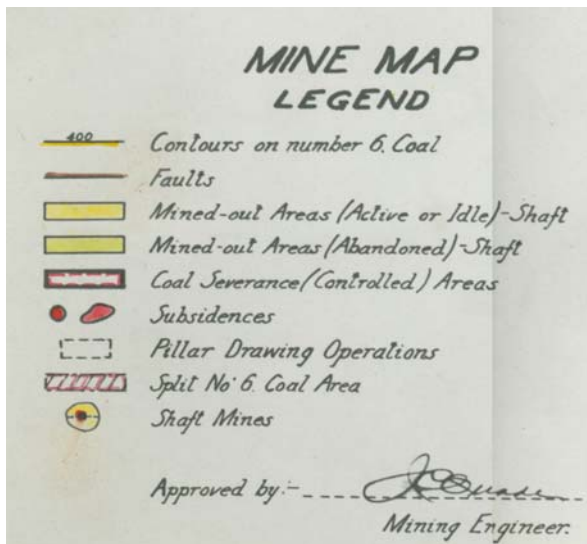 MINE MAP
LEGEND
400 Contours on number 6. Coal
Faults
Mined-out Areas (Active or Idle)-Shaft
Mined-out Areas (Abandoned)-Shaft
Coal Severance (Controlled) Areas
Subsidences
Pillar Drawing Operations
Split No. 6. Coal Area
Shaft Mines
Approved by:-
Mining Engineer.